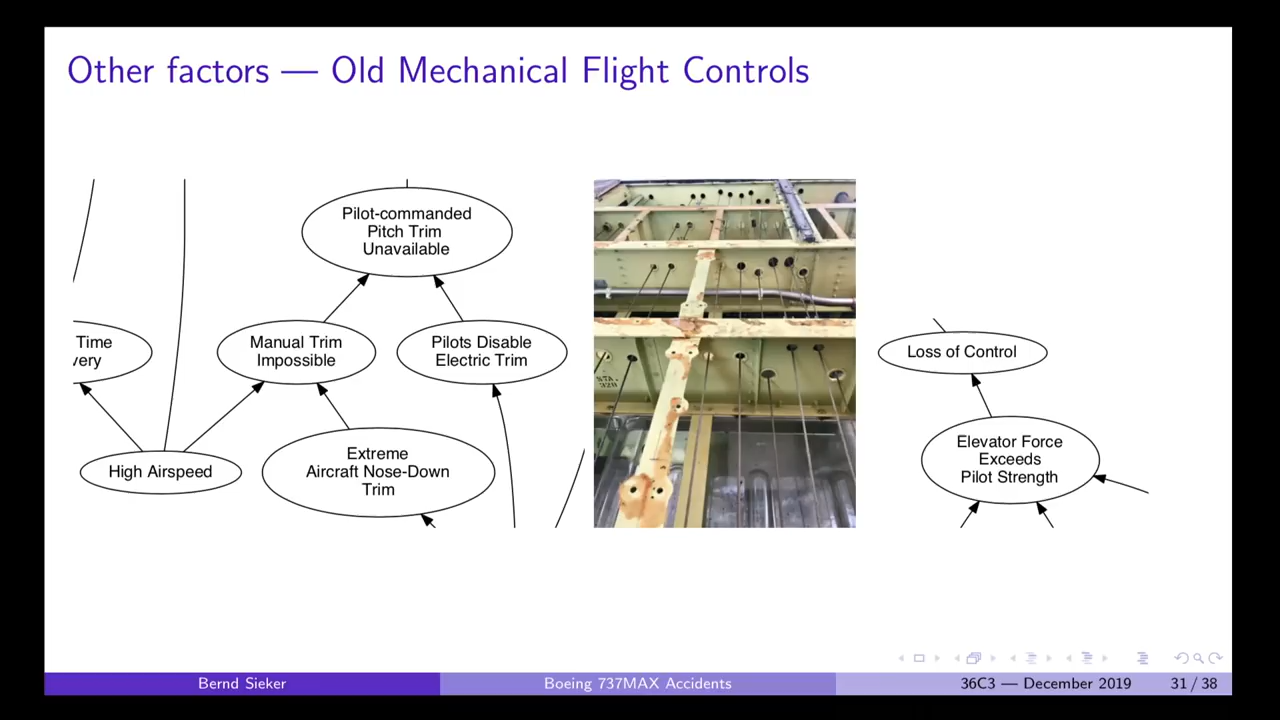 Other factors — Old Mechanical Flight Controls
Pilot-commanded
Pitch Trim
Unavailable
Time
Manual Trim
Impossible
Pilots Disable
Electric Trim
High Airspeed
Extreme
Aircraft Nose-Down
Trim
Loss of Control
Elevator Force
Exceeds
Pilot Strength
Bernd Sieker
Boeing 737MAX Accidents
36C3 — December 2019
31 / 38